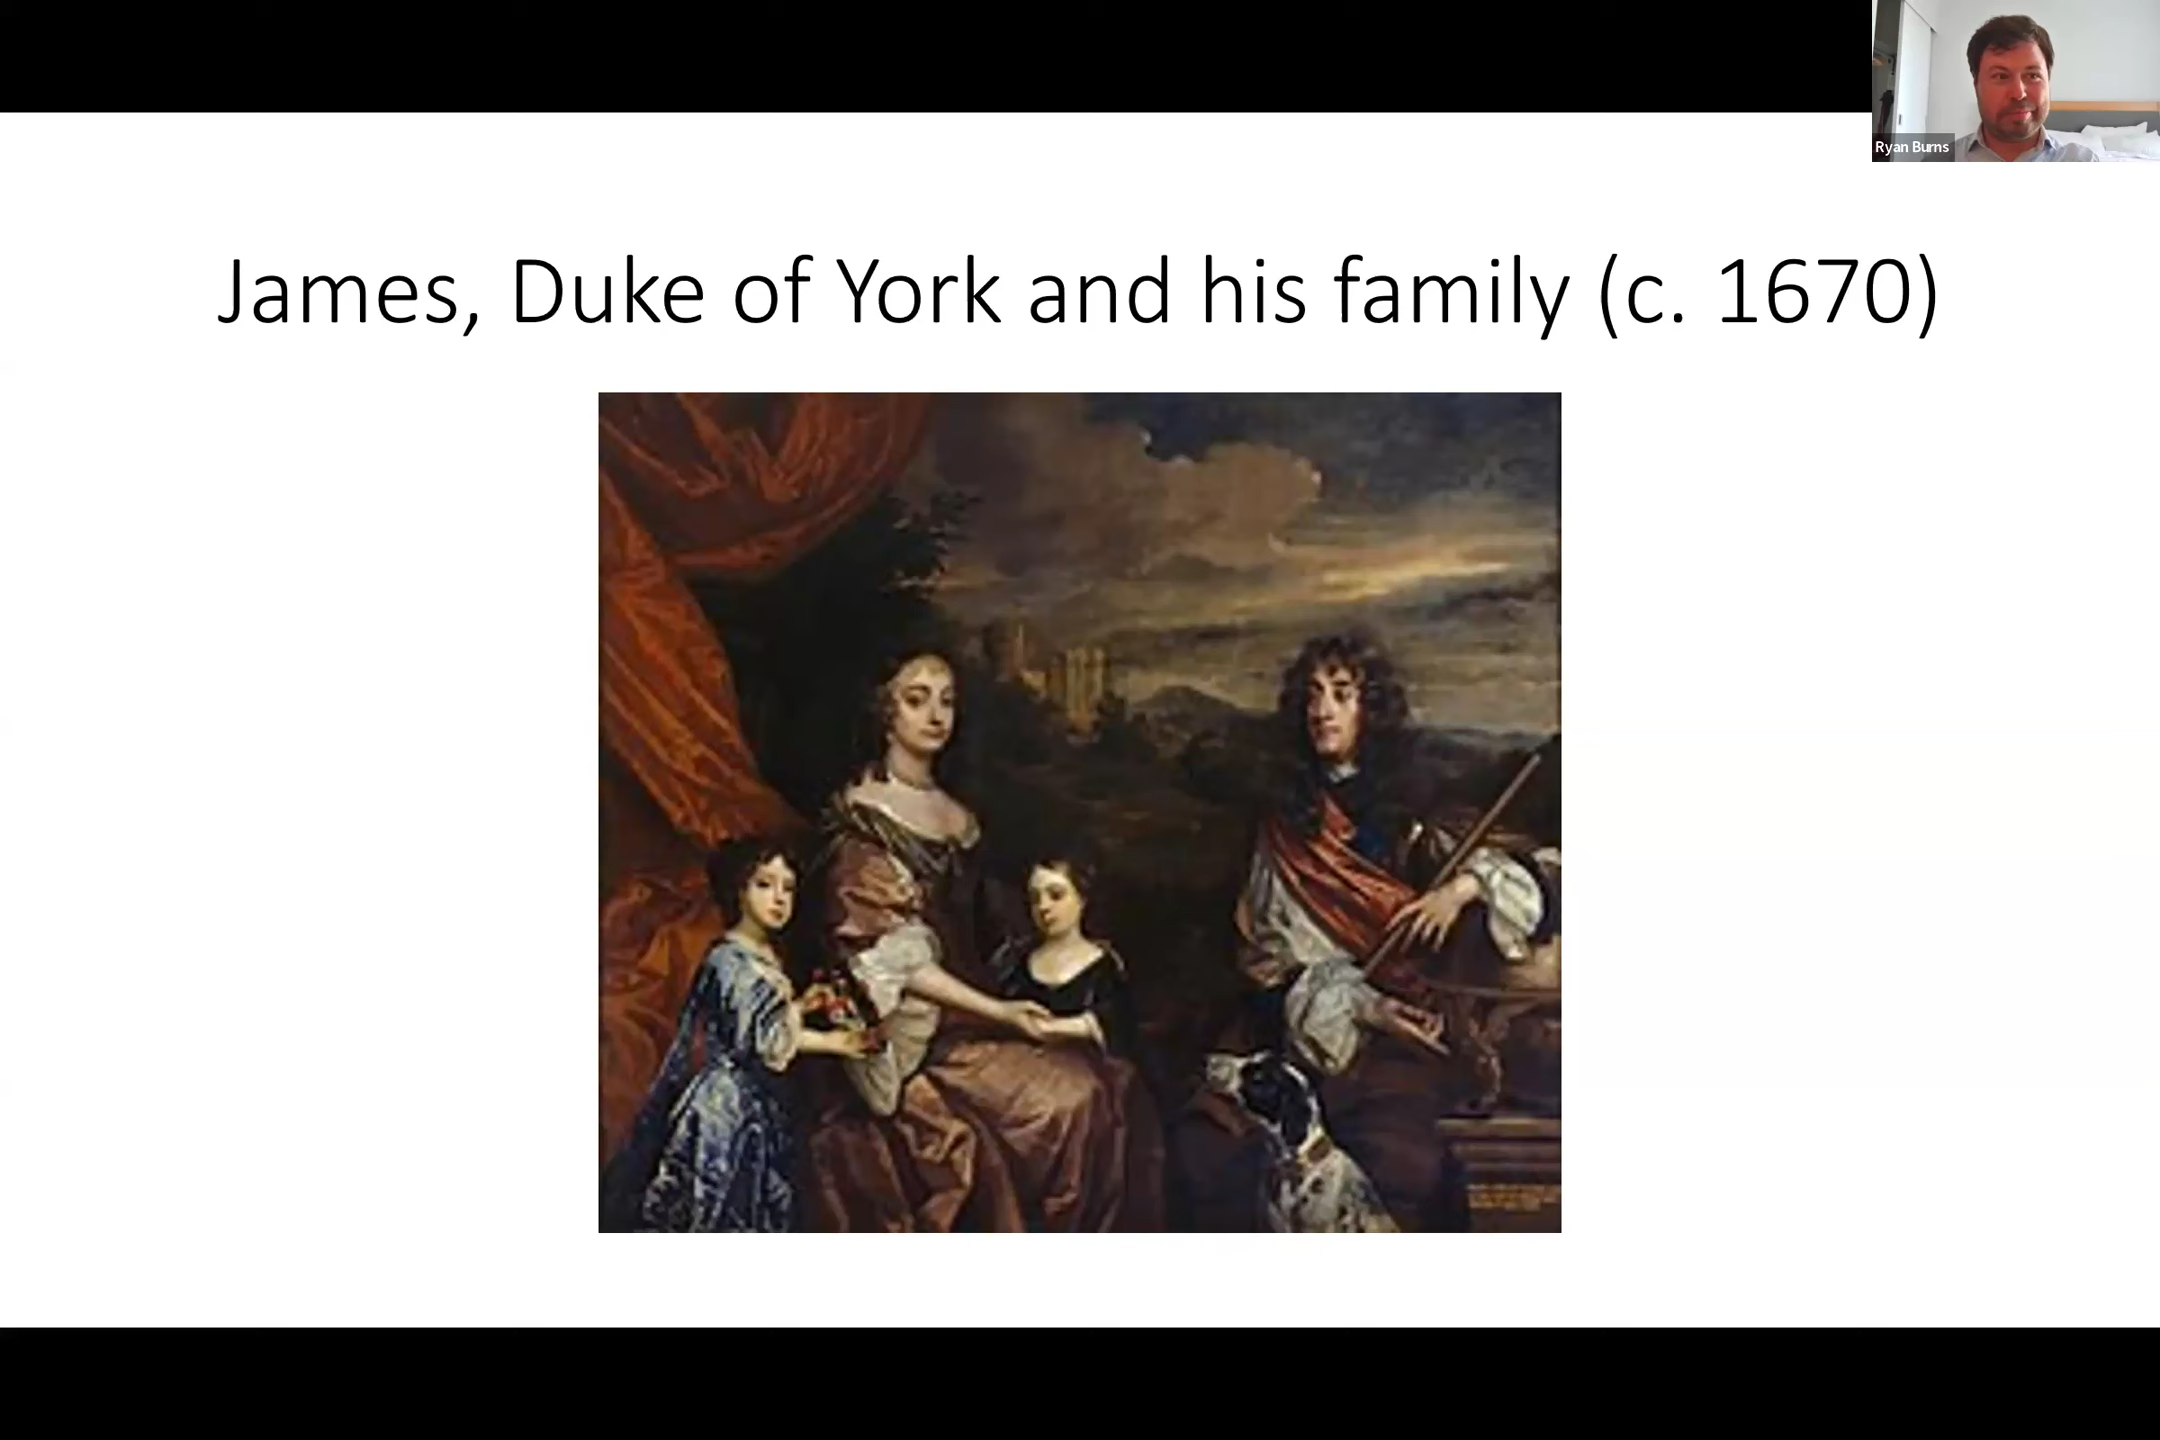 Ryan Burns
James, Duke of York and his family (c. 1670)